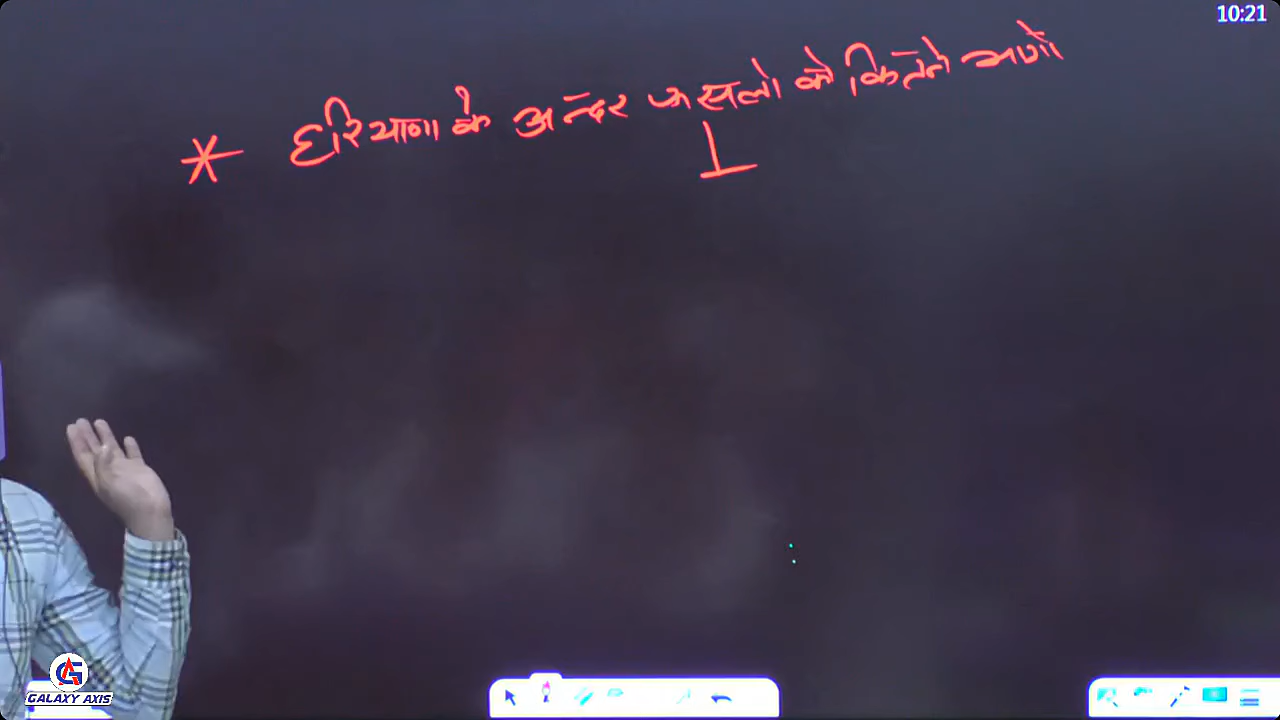 10:21
* हरियाणा के अन्दर फसलो को कितने भागो
GALAXY AXIS